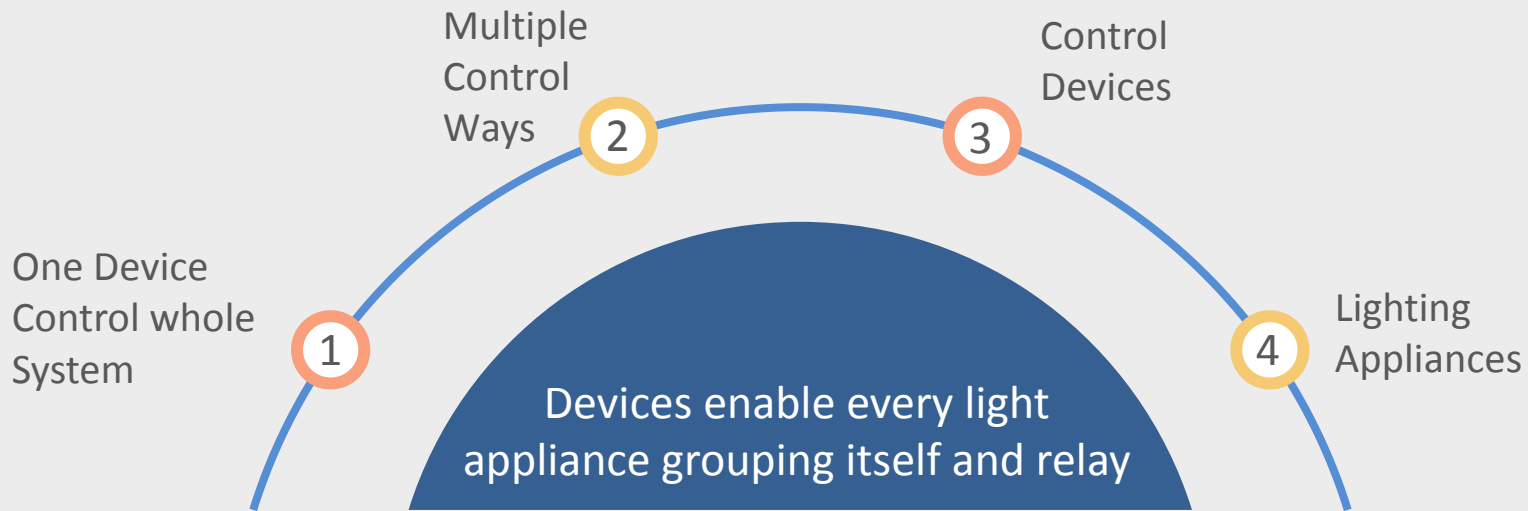 One Device
Control whole
System
1
Multiple
Control
Ways
2
3
Control
Devices
4
Lighting
Appliances
Devices enable every light
appliance grouping itself and relay